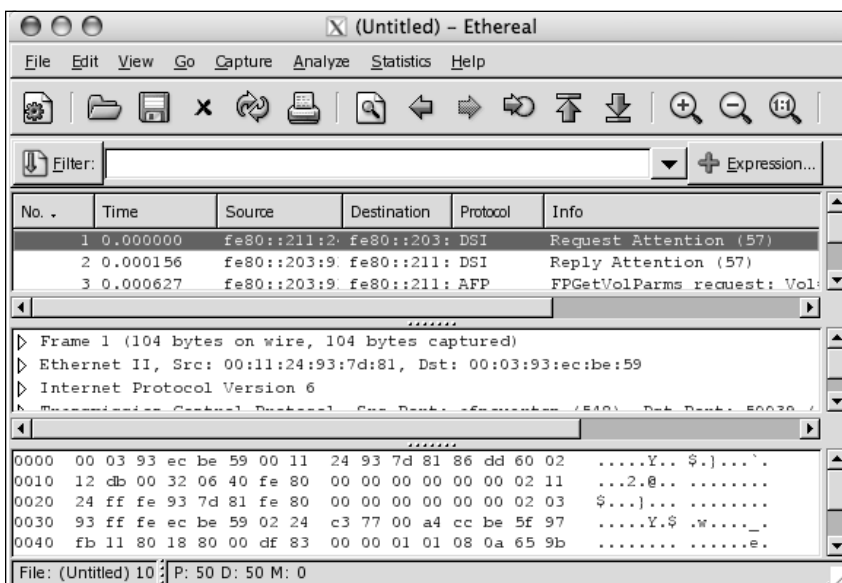 (Untitled) – Ethereal
File Edit View Go Capture Analyze Statistics Help
1:1
Filter: Expression...
No. . Time Source Destination Protocol Info
1 0.000000 fe80::211:2 fe80::203: DSI Request Attention (57)
2 0.000156 fe80::203:9 fe80::211: DSI Reply Attention (57)
3 0.000627 fe80::203:9 fe80::211: AFP FPGetVolParms request: Vol
Frame 1 (104 bytes on wire, 104 bytes captured)
Ethernet II, Src: 00:11:24:93:7d:81, Dst: 00:03:93:ec:be:59
Internet Protocol Version 6
0000 00 03 93 ec be 59 00 11 24 93 7d 81 86 dd 60 02 .....Y.. $.}...`.
0010 12 db 00 32 06 40 fe 80 00 00 00 00 00 00 02 11 ...2.@.. ........
0020 24 ff fe 93 7d 81 fe 80 00 00 00 00 00 00 02 03 $...}... ........
0030 93 ff fe ec be 59 02 24 c3 77 00 a4 cc be 5f 97 .....Y.$ .w...._.
0040 fb 11 80 18 80 00 df 83 00 00 01 01 08 0a 65 9b ........ ......e.
File: (Untitled) 10 P: 50 D: 50 M: 0